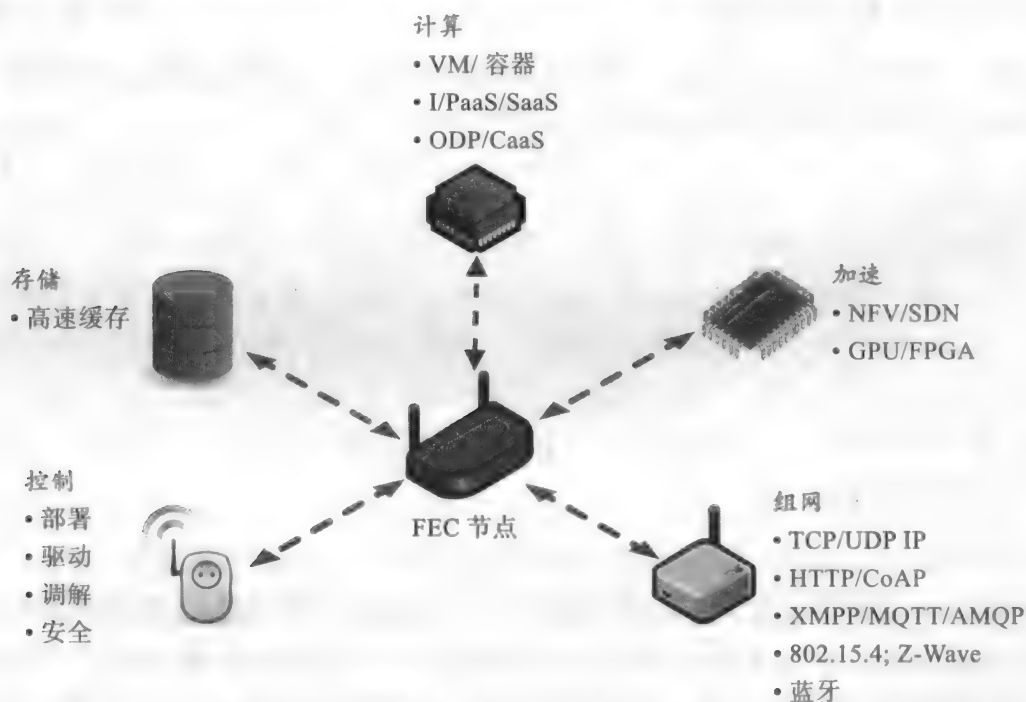 计算
• VM/ 容器
• I/PaaS/SaaS
• ODP/CaaS
存储
• 高速缓存
加速
• NFV/SDN
• GPU/FPGA
FEC 节点
控制
• 部署
• 驱动
• 调解
• 安全
组网
• TCP/UDP IP
• HTTP/CoAP
• XMPP/MQTT/AMQP
• 802.15.4; Z-Wave
• 蓝牙